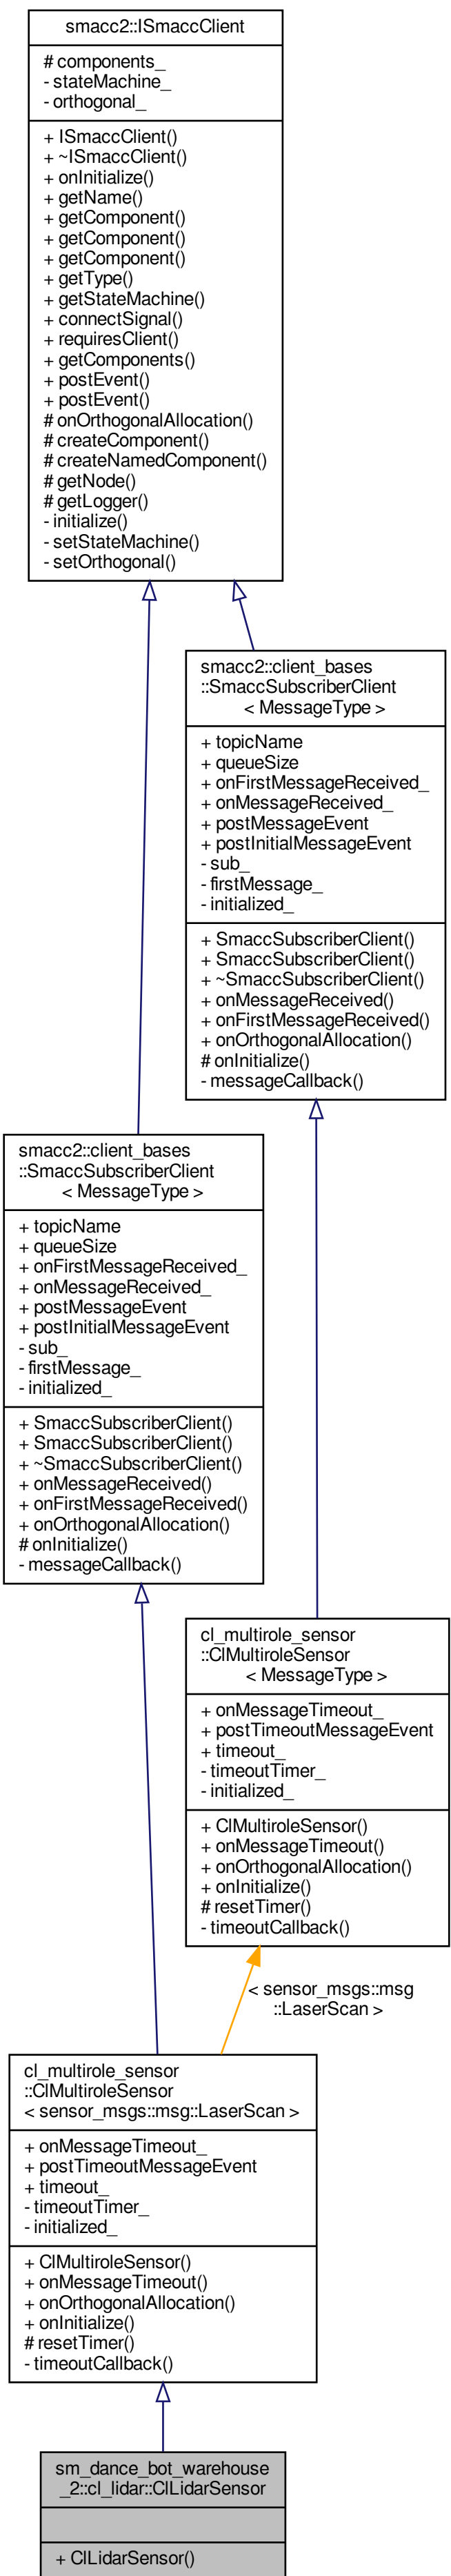 smacc2::ISmaccClient
# components_
- stateMachine_
- orthogonal_
+ ISmaccClient()
+ ~ISmaccClient()
+ onInitialize()
+ getName()
+ getComponent()
+ getComponent()
+ getComponent()
+ getType()
+ getStateMachine()
+ connectSignal()
+ requiresClient()
+ getComponents()
+ postEvent()
+ postEvent()
# onOrthogonalAllocation()
# createComponent()
# createNamedComponent()
# getNode()
# getLogger()
- initialize()
- setStateMachine()
- setOrthogonal()
smacc2::client_bases
::SmaccSubscriberClient
< MessageType >
+ topicName
+ queueSize
+ onFirstMessageReceived_
+ onMessageReceived_
+ postMessageEvent
+ postInitialMessageEvent
- sub_
- firstMessage_
- initialized_
+ SmaccSubscriberClient()
+ SmaccSubscriberClient()
+ ~SmaccSubscriberClient()
+ onMessageReceived()
+ onFirstMessageReceived()
+ onOrthogonalAllocation()
# onInitialize()
- messageCallback()
smacc2::client_bases
::SmaccSubscriberClient
< MessageType >
+ topicName
+ queueSize
+ onFirstMessageReceived_
+ onMessageReceived_
+ postMessageEvent
+ postInitialMessageEvent
- sub_
- firstMessage_
- initialized_
+ SmaccSubscriberClient()
+ SmaccSubscriberClient()
+ ~SmaccSubscriberClient()
+ onMessageReceived()
+ onFirstMessageReceived()
+ onOrthogonalAllocation()
# onInitialize()
- messageCallback()
cl_multirole_sensor
::ClMultiroleSensor
< MessageType >
+ onMessageTimeout_
+ postTimeoutMessageEvent
+ timeout_
- timeoutTimer_
- initialized_
+ ClMultiroleSensor()
+ onMessageTimeout()
+ onOrthogonalAllocation()
+ onInitialize()
# resetTimer()
- timeoutCallback()
< sensor_msgs::msg
::LaserScan >
cl_multirole_sensor
::ClMultiroleSensor
< sensor_msgs::msg::LaserScan >
+ onMessageTimeout_
+ postTimeoutMessageEvent
+ timeout_
- timeoutTimer_
- initialized_
+ ClMultiroleSensor()
+ onMessageTimeout()
+ onOrthogonalAllocation()
+ onInitialize()
# resetTimer()
- timeoutCallback()
sm_dance_bot_warehouse
_2::cl_lidar::ClLidarSensor
+ ClLidarSensor()